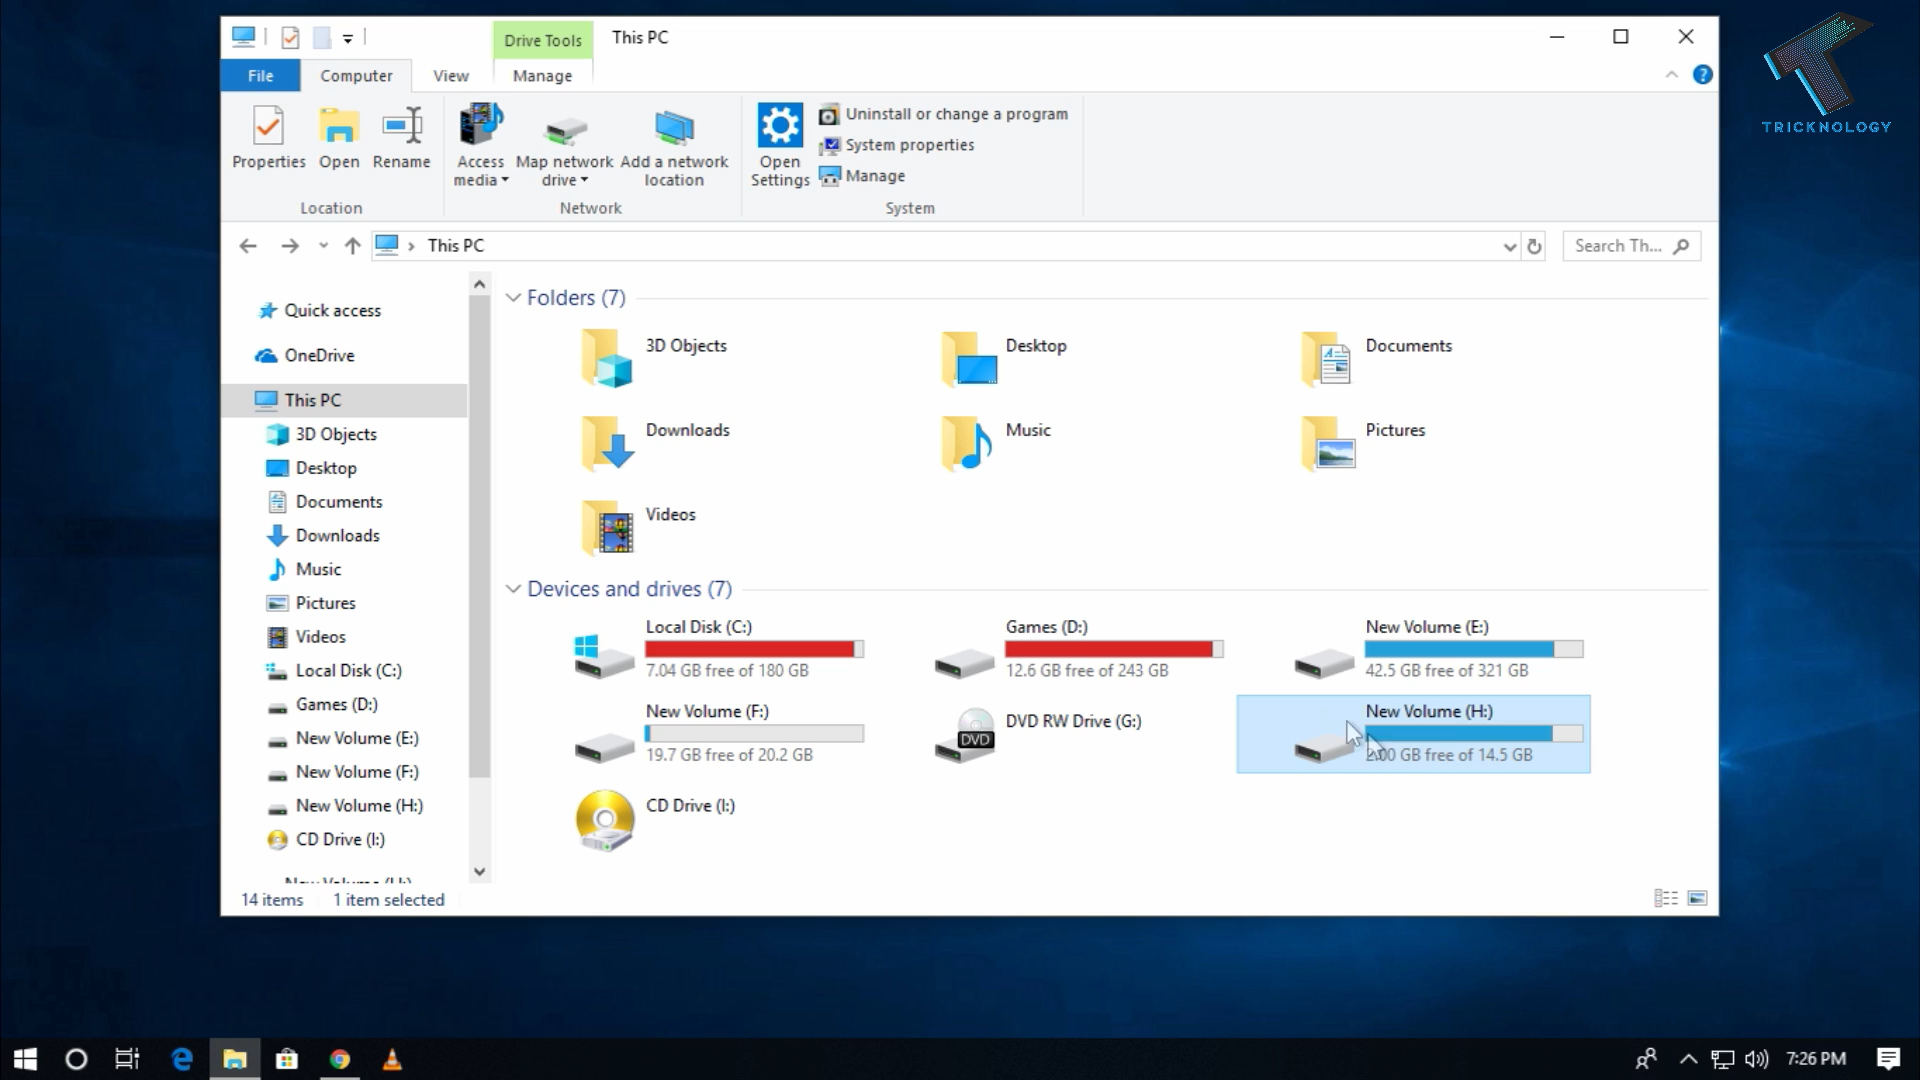 Drive Tools
This PC
File
Computer
View
Manage
?
Properties
Open
Rename
Access
media
Map network
drive
Add a network
location
Open
Settings
Uninstall or change a program
System properties
Manage
Location
Network
System
TRICKNOLOGY
This PC
Search Th...
Quick access
OneDrive
This PC
3D Objects
Desktop
Documents
Downloads
Music
Pictures
Videos
Local Disk (C:)
Games (D:)
New Volume (E:)
New Volume (F:)
New Volume (H:)
CD Drive (I:)
New Volume (H:)
Folders (7)
3D Objects
Desktop
Documents
Downloads
Music
Pictures
Videos
Devices and drives (7)
Local Disk (C:)
7.04 GB free of 180 GB
Games (D:)
12.6 GB free of 243 GB
New Volume (E:)
42.5 GB free of 321 GB
New Volume (F:)
19.7 GB free of 20.2 GB
DVD
DVD RW Drive (G:)
New Volume (H:)
2.00 GB free of 14.5 GB
CD Drive (I:)
14 items
1 item selected
7:26 PM